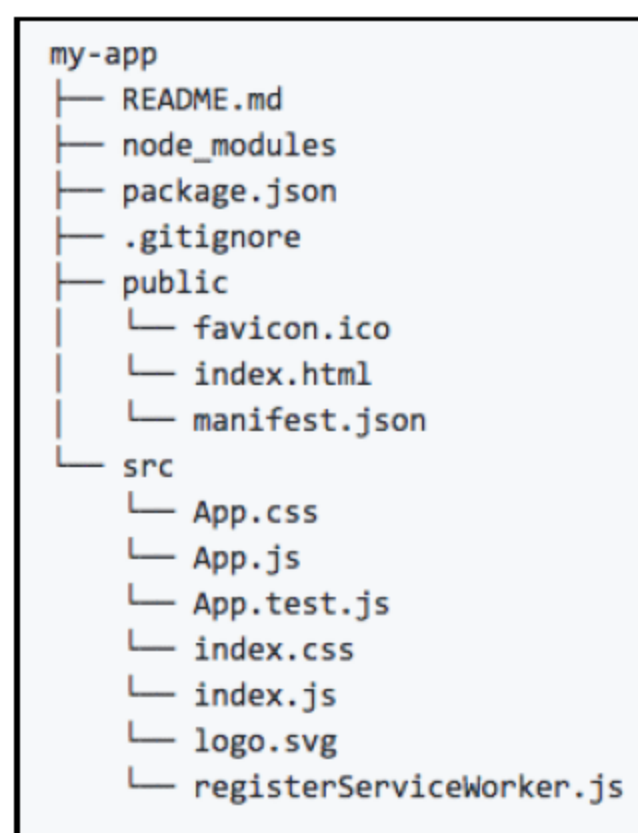 my-app
├── README.md
├── node_modules
├── package.json
├── .gitignore
├── public
│   └── favicon.ico
│   └── index.html
│   └── manifest.json
└── src
    └── App.css
    └── App.js
    └── App.test.js
    └── index.css
    └── index.js
    └── logo.svg
    └── registerServiceWorker.js